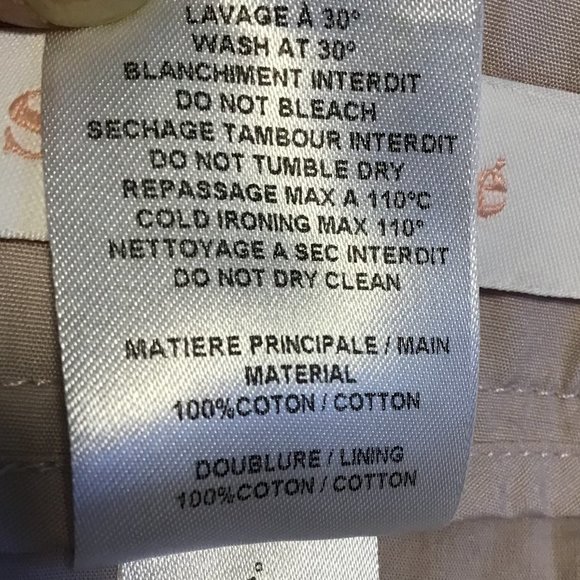 LAVAGE À 30°
WASH AT 30°
BLANCHIMENT INTERDIT
DO NOT BLEACH
SECHAGE TAMBOUR INTERDIT
DO NOT TUMBLE DRY
REPASSAGE MAX A 110°C
COLD IRONING MAX 110°
NETTOYAGE A SEC INTERDIT
DO NOT DRY CLEAN
MATIERE PRINCIPALE / MAIN
MATERIAL
100%COTON / COTTON
DOUBLURE / LINING
100%COTON / COTTON